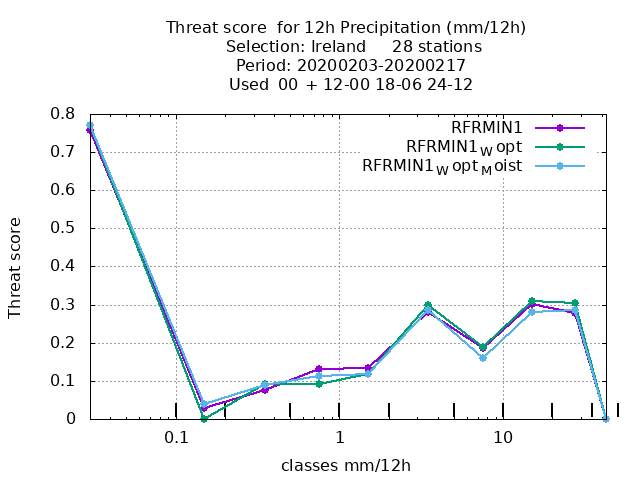 Threat score  for 12h Precipitation (mm/12h)
Selection: Ireland     28 stations
Period: 20200203-20200217
Used  00  + 12-00 18-06 24-12
RFRMIN1
RFRMIN1Wopt
RFRMIN1WoptMoist
0.8
0.7
0.6
0.5
0.4
0.3
0.2
0.1
0
Threat score
0.1 1 10
classes mm/12h